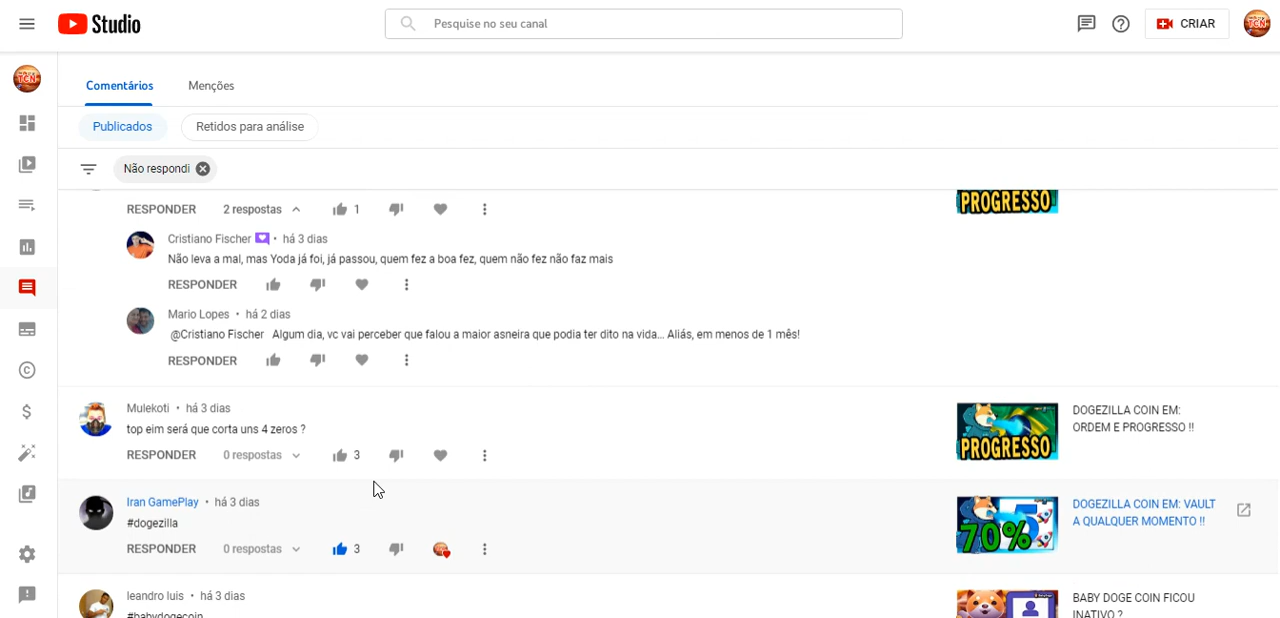 Studio
Pesquise no seu canal
CRIAR
TCN
TCN
Comentários
Menções
Publicados
Retidos para análise
Não respondi
RESPONDER 2 respostas 1
PROGRESSO
Cristiano Fischer • há 3 dias
Não leva a mal, mas Yoda já foi, já passou, quem fez a boa fez, quem não fez não faz mais
RESPONDER
Mario Lopes • há 2 dias
@Cristiano Fischer Algum dia, vc vai perceber que falou a maior asneira que podia ter dito na vida... Aliás, em menos de 1 mês!
RESPONDER
Mulekoti • há 3 dias
top eim será que corta uns 4 zeros ?
RESPONDER 0 respostas 3
PROGRESSO
DOGEZILLA COIN EM:
ORDEM E PROGRESSO !!
Iran GamePlay • há 3 dias
#dogezilla
RESPONDER 0 respostas 3
5
70%
DOGEZILLA COIN EM: VAULT
A QUALQUER MOMENTO !!
leandro luis • há 3 dias
#babydogecoin
BABY DOGE COIN FICOU
INATIVO ?